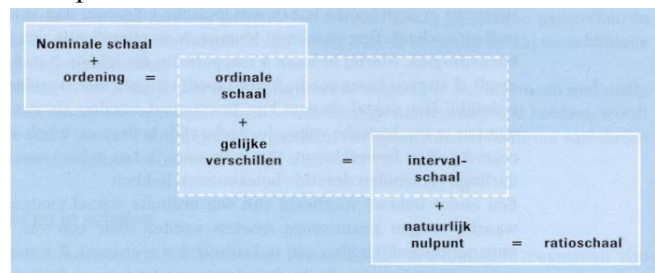 Nominale schaal
+
ordening = ordinale
schaal
+
gelijke
verschillen = interval-
schaal
+
natuurlijk
nulpunt = ratioschaal